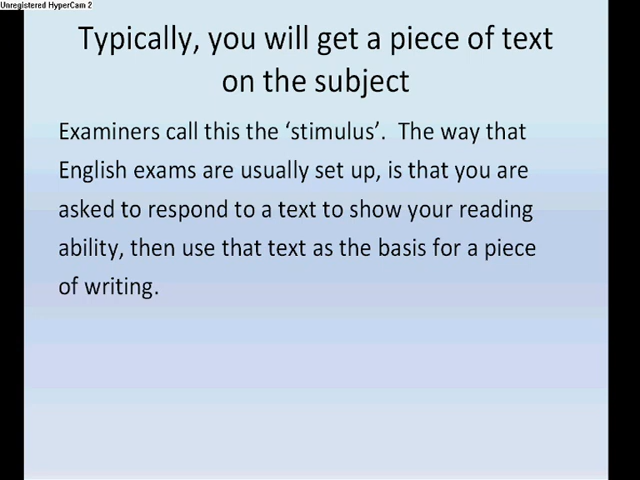 Unregistered HyperCam 2
Typically, you will get a piece of text
on the subject
Examiners call this the ‘stimulus’.  The way that
English exams are usually set up, is that you are
asked to respond to a text to show your reading
ability, then use that text as the basis for a piece
of writing.